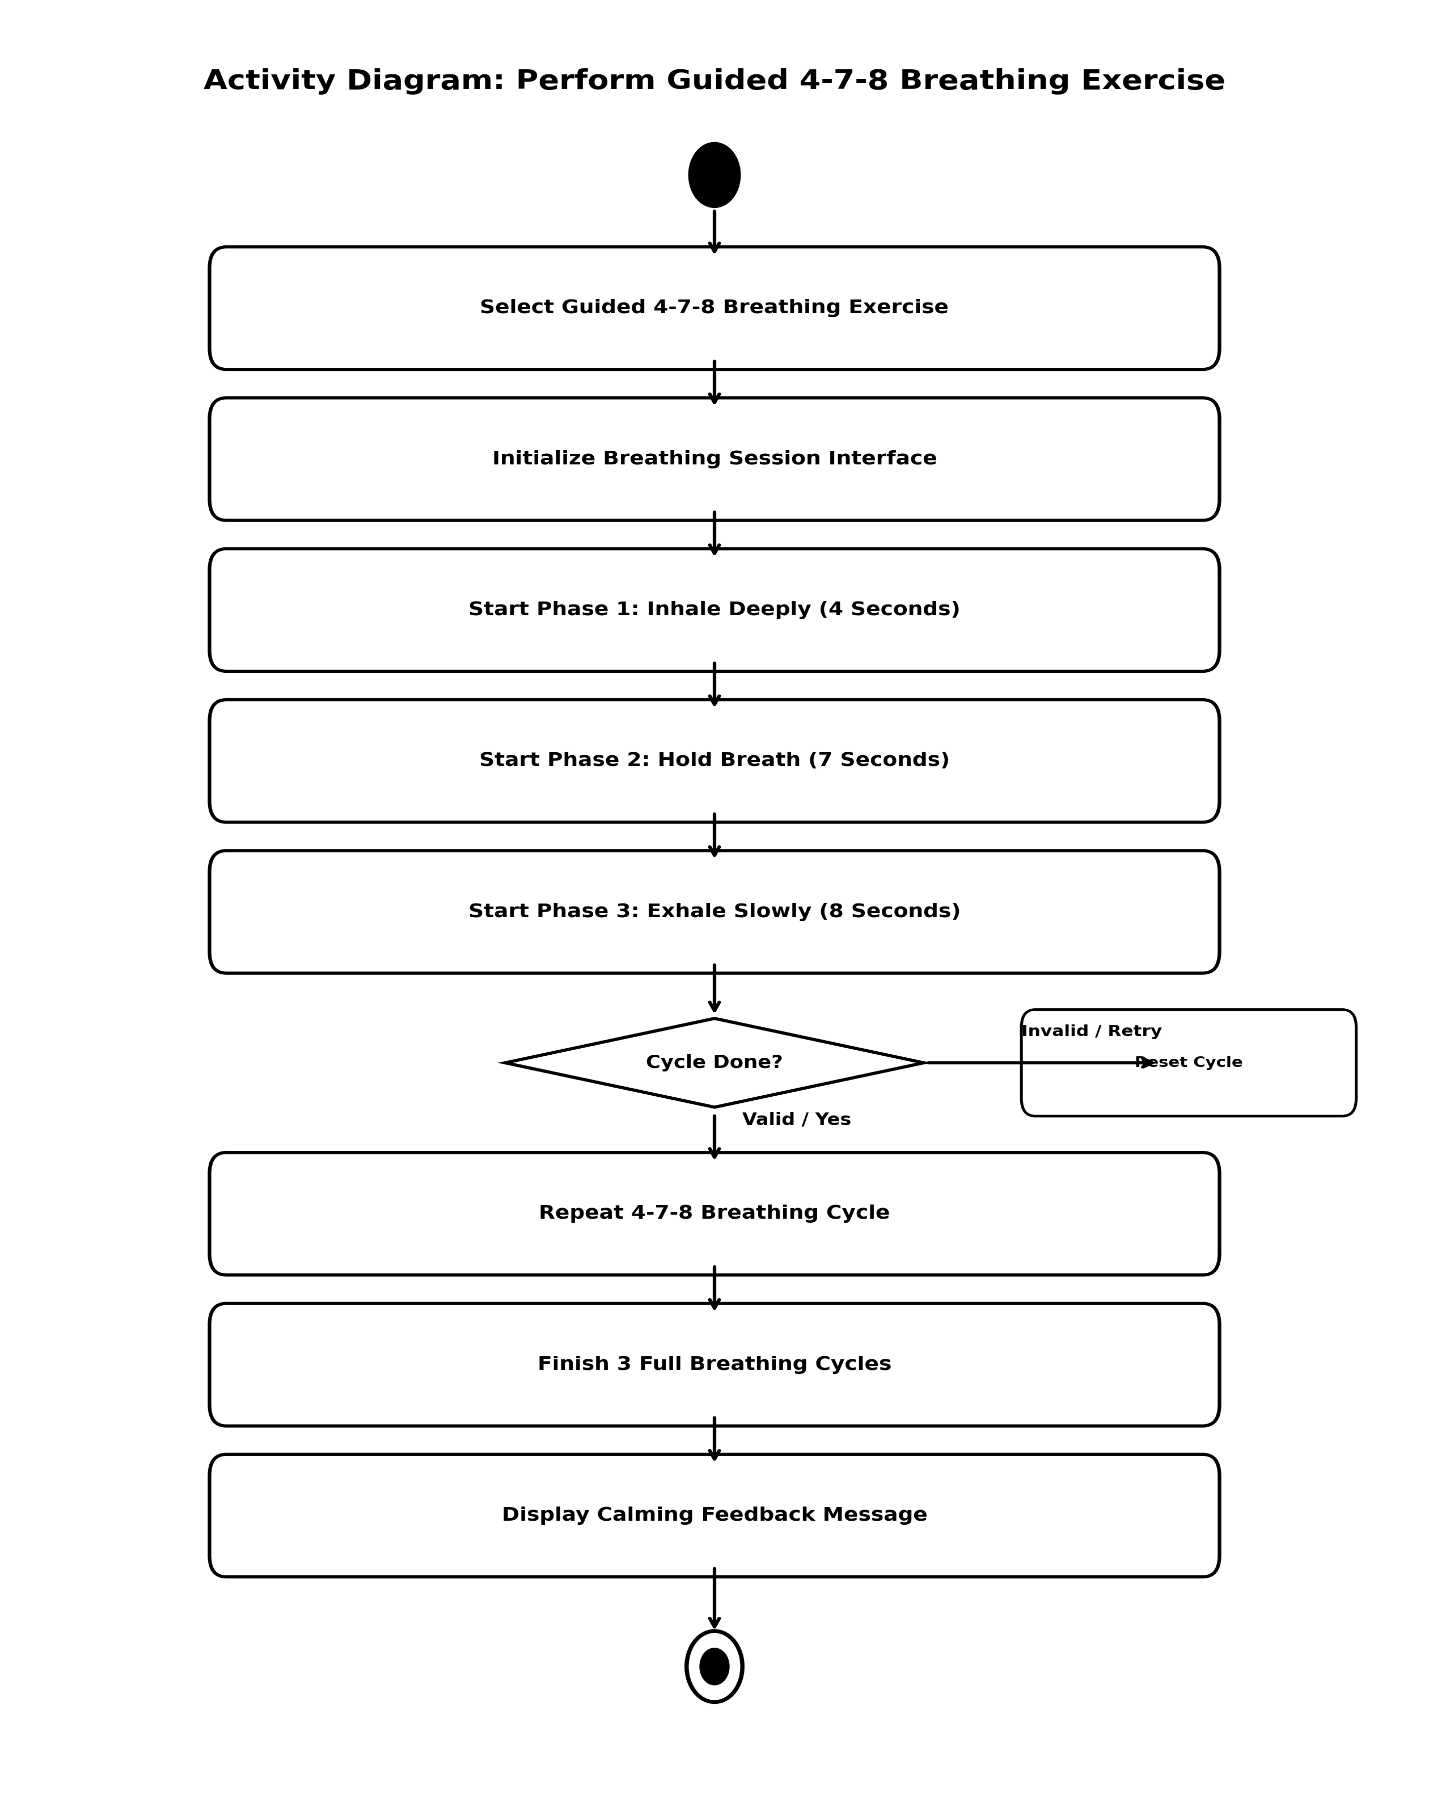 Activity Diagram: Perform Guided 4-7-8 Breathing Exercise
Select Guided 4-7-8 Breathing Exercise
Initialize Breathing Session Interface
Start Phase 1: Inhale Deeply (4 Seconds)
Start Phase 2: Hold Breath (7 Seconds)
Start Phase 3: Exhale Slowly (8 Seconds)
Cycle Done?
Invalid / Retry
Reset Cycle
Valid / Yes
Repeat 4-7-8 Breathing Cycle
Finish 3 Full Breathing Cycles
Display Calming Feedback Message